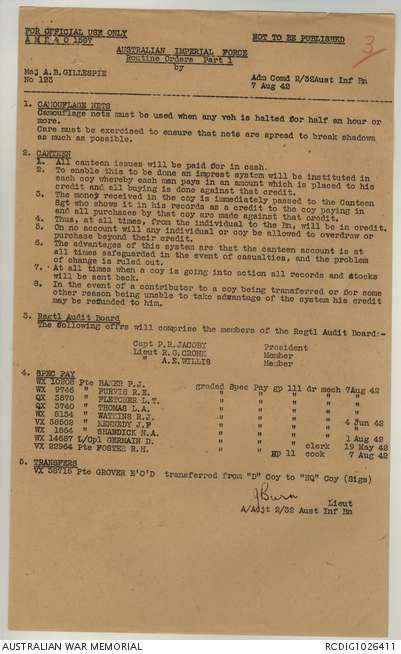 FOR OFFICIAL USE ONLY
NOT TO BE PUBLISHED
A M R & O 1587
3
AUSTRALIAN IMPERIAL FORCE
Routine Orders Part 1
by
Maj A.B.GILLESPIE
Adm Comd 2/32Aust Inf Bn
No 123
7 Aug 42
1. CAMOUFLAGE NETS
Camouflage nets must be used when any veh is halted for half an hour or
more.
Care must be exercised to ensure that nets are spread to break shadow
as much as possible.
2. CANTEEN
1. All canteen issues will be paid for in cash.
2. To enable this to be done an imprest system will be instituted in
each coy whereby each man pays in an amount which is placed to his
credit and all buying is done against that credit.
3. The money received in the coy is immediately passed to the Canteen
Sgt who shows it in his records as a credit to the coy paying in
and all purchases by that coy are made against that credit.
4. Thus, at all times, from the individual to the Bn, will be in credit.
5. On no account will any individual or coy be allowed to overdraw or
purchase beyond their credit.
6. The advantages of this system are that the canteen account is at
all times safeguarded in the event of casualties, and the problem
of change is ruled out.
7. At all times when a coy is going into action all records and stocks
will be sent back.
8. In the event of a contributor to a coy being transferred or for some
other reason being unable to take advantage of the system his credit
may be refunded to him.
3. Regtl Audit Board
The following offrs will comprise the members of the Regtl Audit Board:-
Capt P.R.JACOBY President
Lieut R.G.CRONK Member
" A.E.WILLIS Member
4. SPEC PAY
WX 10208 Pte BAKER P.J. graded Spec Pay gp 111 dr mech 7 Aug 42
WX 9746 " PURVIS R.E. " " " " " " "
QX 5870 " FLETCHER L.T. " " " " " " "
QX 3740 " THOMAS L.A. " " " " " " "
WX 8134 " WATKINS R.J. " " " " " " "
VX 38502 " KENNEDY J.F " " " " " " 4 Jun 42
WX 1864 " SHADDICK N.A. " " " " " " "
WX 14687 L/Cpl GERMAIN D. " " " " " 1 Aug 42
VX 22964 Pte FOSTER R.H. " " " " clerk 19 May 42
gp 11 cook 7 Aug 42
5. TRANSFERS
VX 38715 Pte GROVER E'O'D transferred from "D" Coy to "HQ" Coy (Sigs)
JBurn
Lieut
A/Adjt 2/32 Aust Inf Bn
AUSTRALIAN WAR MEMORIAL
RCDIG1026411